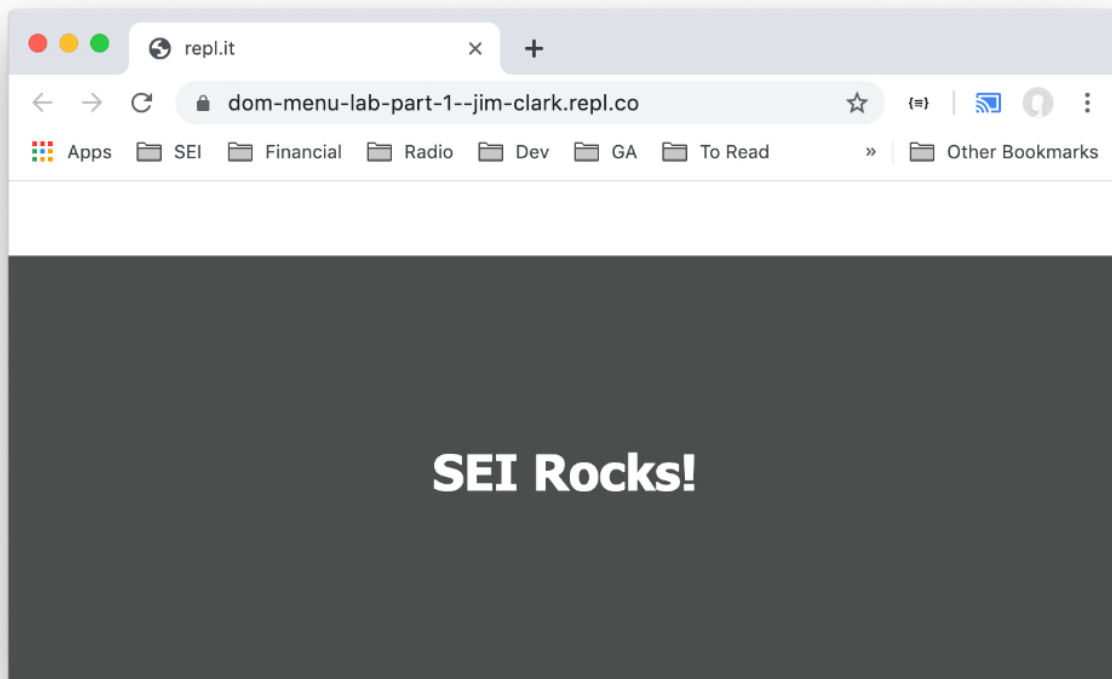 repl.it
dom-menu-lab-part-1--jim-clark.repl.co
Apps SEI Financial Radio Dev GA To Read » Other Bookmarks
SEI Rocks!